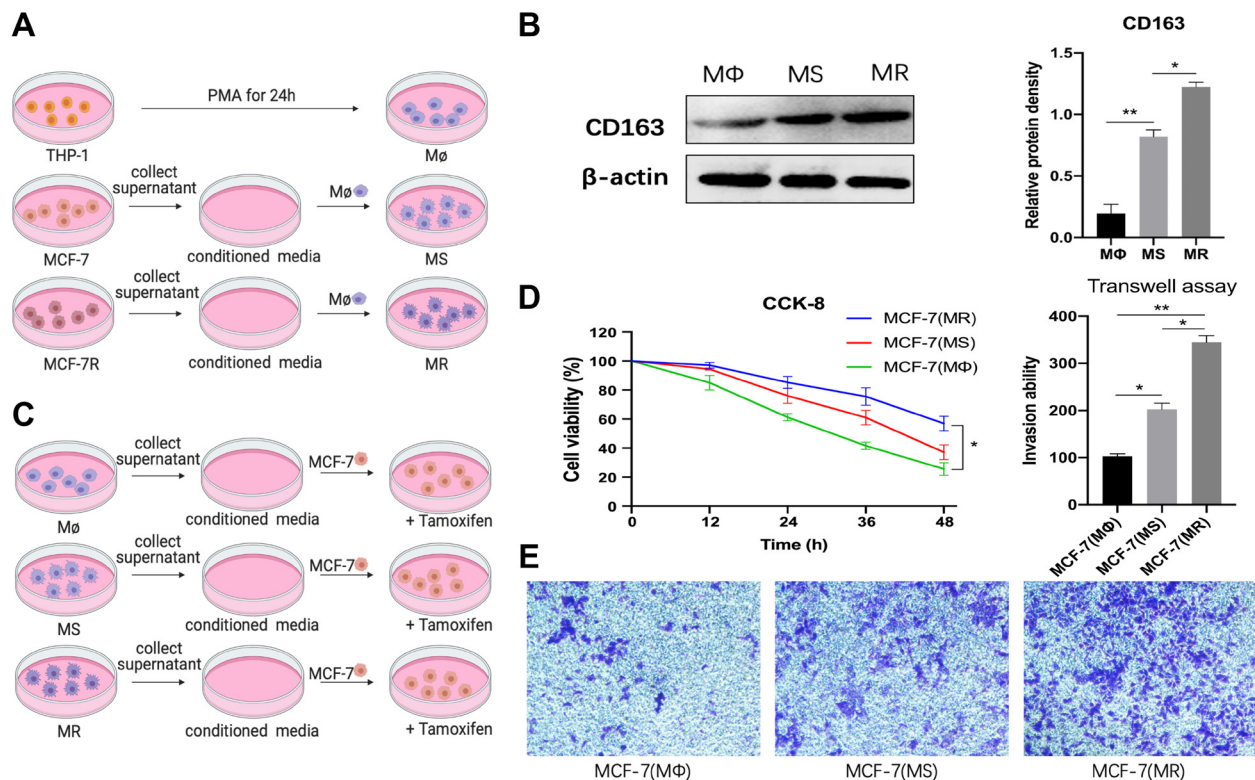 A
PMA for 24h
THP-1
Mø
collect
supernatant
Mø
MCF-7
conditioned media
MS
collect
supernatant
Mø
MCF-7R
conditioned media
MR
B
MΦ MS MR
CD163
β-actin
CD163
Relative protein density
1.5
1.0
0.5
0.0
**
*
MΦ MS MR
C
collect
supernatant
MCF-7
Mø
conditioned media
+ Tamoxifen
collect
supernatant
MCF-7
MS
conditioned media
+ Tamoxifen
collect
supernatant
MCF-7
MR
conditioned media
+ Tamoxifen
D
CCK-8
MCF-7(MR)
MCF-7(MS)
MCF-7(MΦ)
Cell viability (%)
120
100
80
60
40
20
0
*
0 12 24 36 48
Time (h)
Transwell assay
Invasion ability
400
300
200
100
0
**
*
*
MCF-7(MΦ)
MCF-7(MS)
MCF-7(MR)
E
MCF-7(MΦ)
MCF-7(MS)
MCF-7(MR)